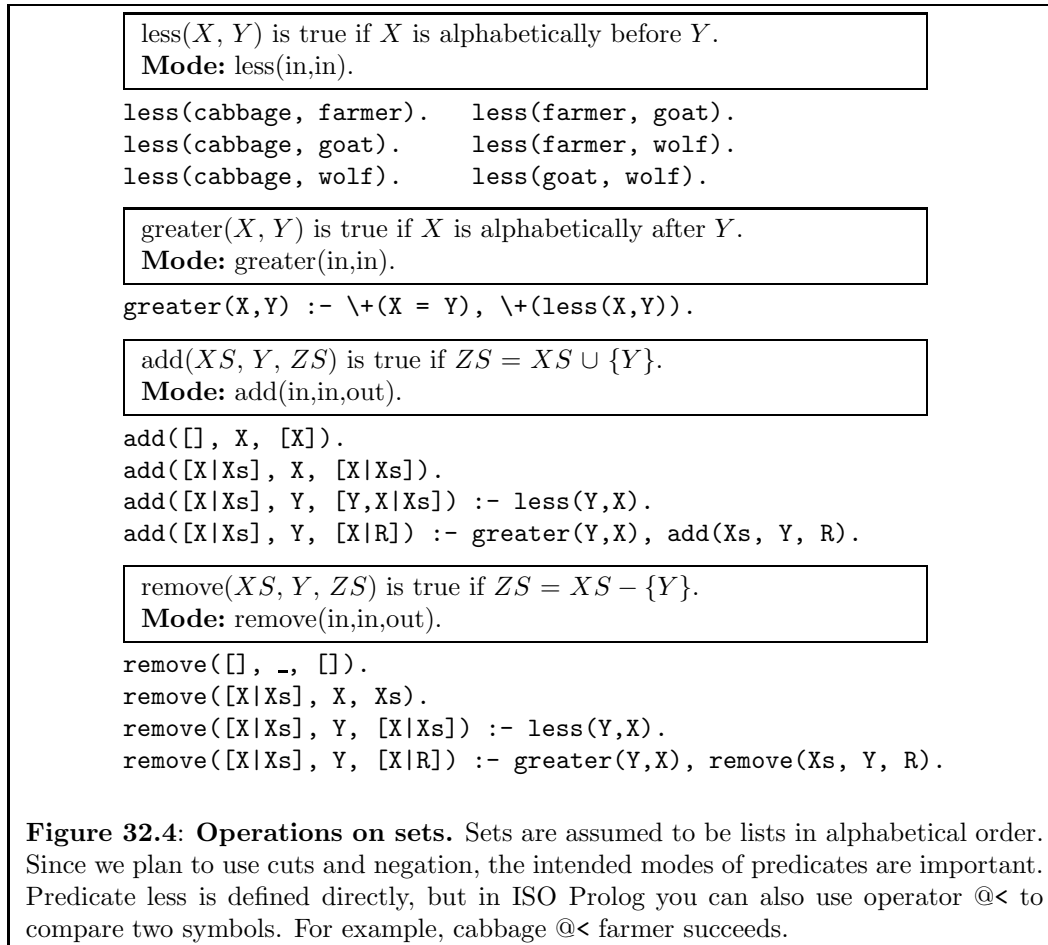 less(X, Y) is true if X is alphabetically before Y.
Mode: less(in,in).
less(cabbage, farmer). less(farmer, goat).
less(cabbage, goat). less(farmer, wolf).
less(cabbage, wolf). less(goat, wolf).
greater(X, Y) is true if X is alphabetically after Y.
Mode: greater(in,in).
greater(X,Y) :- \+(X = Y), \+(less(X,Y)).
add(XS, Y, ZS) is true if ZS = XS ∪ {Y}.
Mode: add(in,in,out).
add([], X, [X]).
add([X|Xs], X, [X|Xs]).
add([X|Xs], Y, [Y,X|Xs]) :- less(Y,X).
add([X|Xs], Y, [X|R]) :- greater(Y,X), add(Xs, Y, R).
remove(XS, Y, ZS) is true if ZS = XS − {Y}.
Mode: remove(in,in,out).
remove([], _, []).
remove([X|Xs], X, Xs).
remove([X|Xs], Y, [X|Xs]) :- less(Y,X).
remove([X|Xs], Y, [X|R]) :- greater(Y,X), remove(Xs, Y, R).
Figure 32.4: Operations on sets. Sets are assumed to be lists in alphabetical order.
Since we plan to use cuts and negation, the intended modes of predicates are important.
Predicate less is defined directly, but in ISO Prolog you can also use operator @< to
compare two symbols. For example, cabbage @< farmer succeeds.